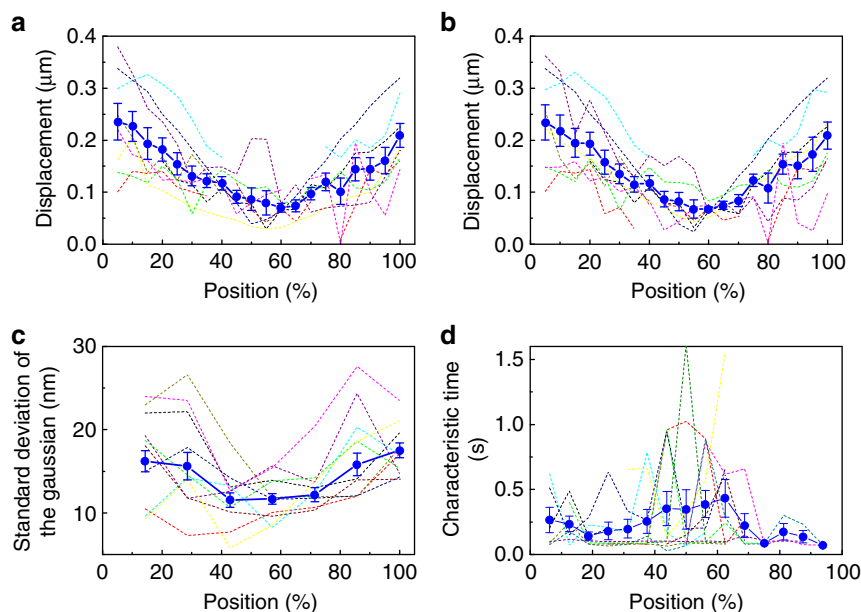 a
b
0.4
0.3
0.2
0.1
0.0
Displacement (μm)
0 20 40 60 80 100
Position (%)
0.4
0.3
0.2
0.1
0.0
Displacement (μm)
0 20 40 60 80 100
Position (%)
c
d
30
20
10
Standard deviation of
the gaussian (nm)
0 20 40 60 80 100
Position (%)
1.5
1.0
0.5
0.0
Characteristic time
(s)
0 20 40 60 80 100
Position (%)